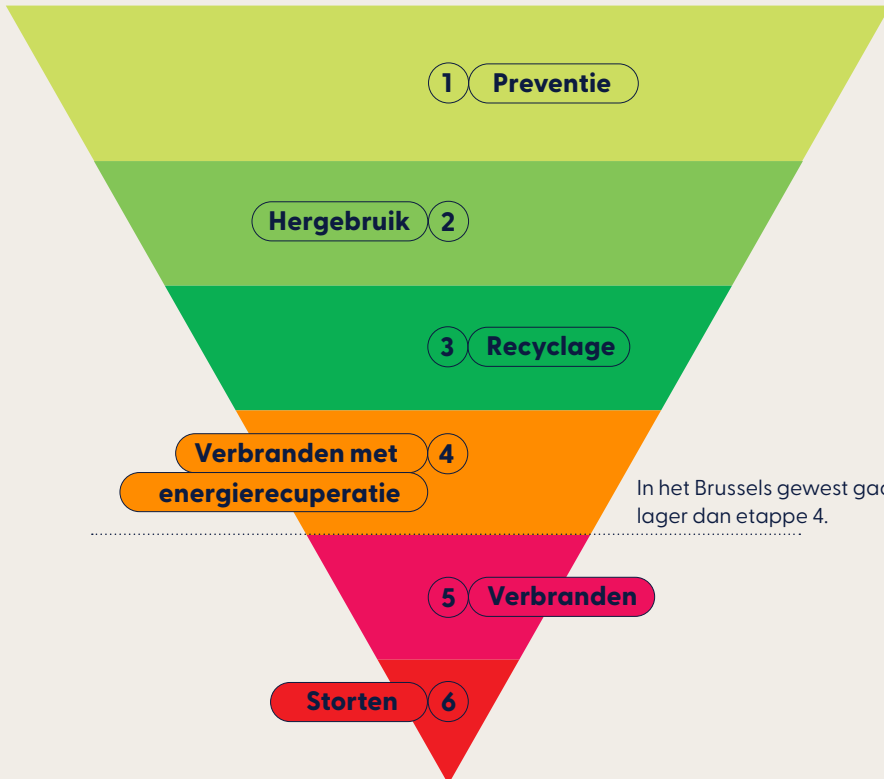 1 Preventie
Hergebruik 2
3 Recyclage
Verbranden met 4
energierecuperatie
In het Brussels gewest
lager dan etappe 4.
5 Verbranden
Storten 6